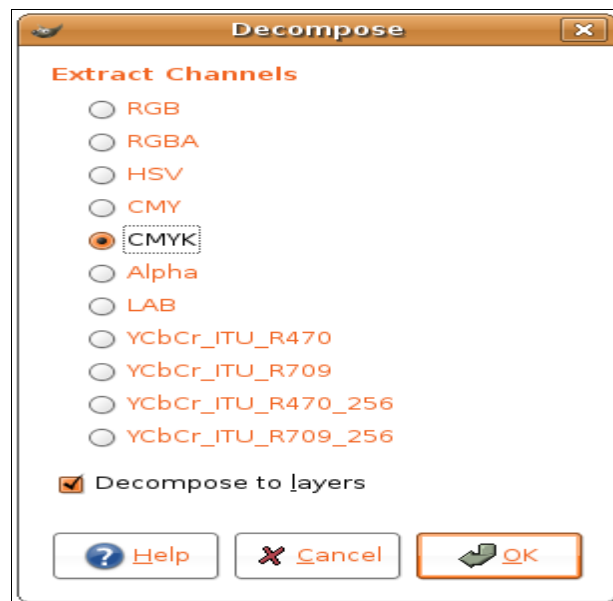 Decompose
Extract Channels
RGB
RGBA
HSV
CMY
CMYK
Alpha
LAB
YCbCr_ITU_R470
YCbCr_ITU_R709
YCbCr_ITU_R470_256
YCbCr_ITU_R709_256
Decompose to layers
Help Cancel OK